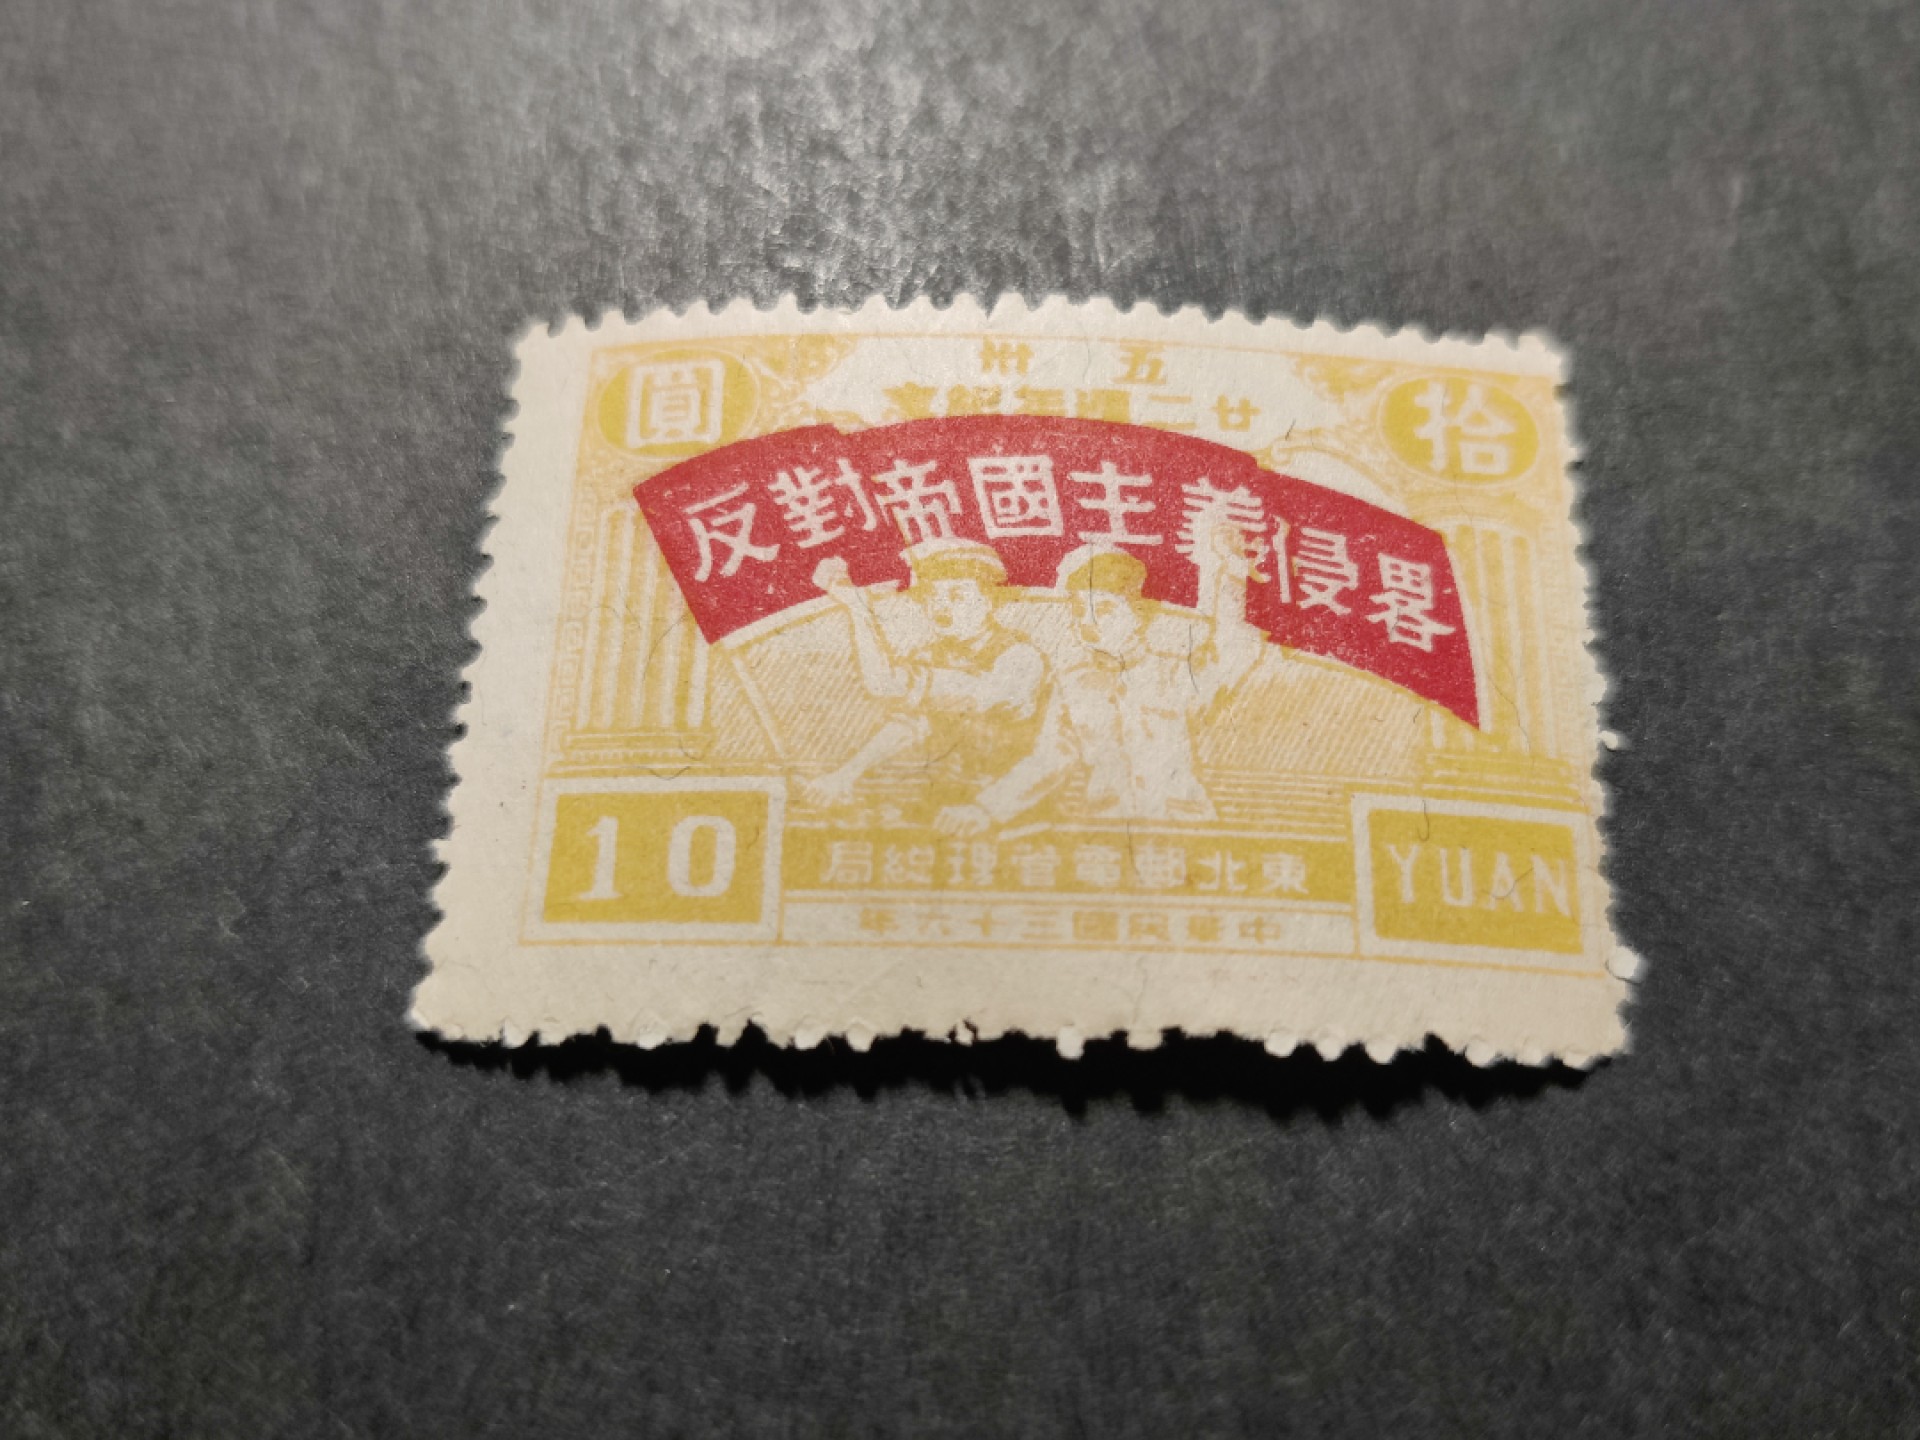 五卅
廿二週年紀念
拾圓
反對帝國主義侵畧
10 YUAN
東北郵電管理總局
中華民國三十六年